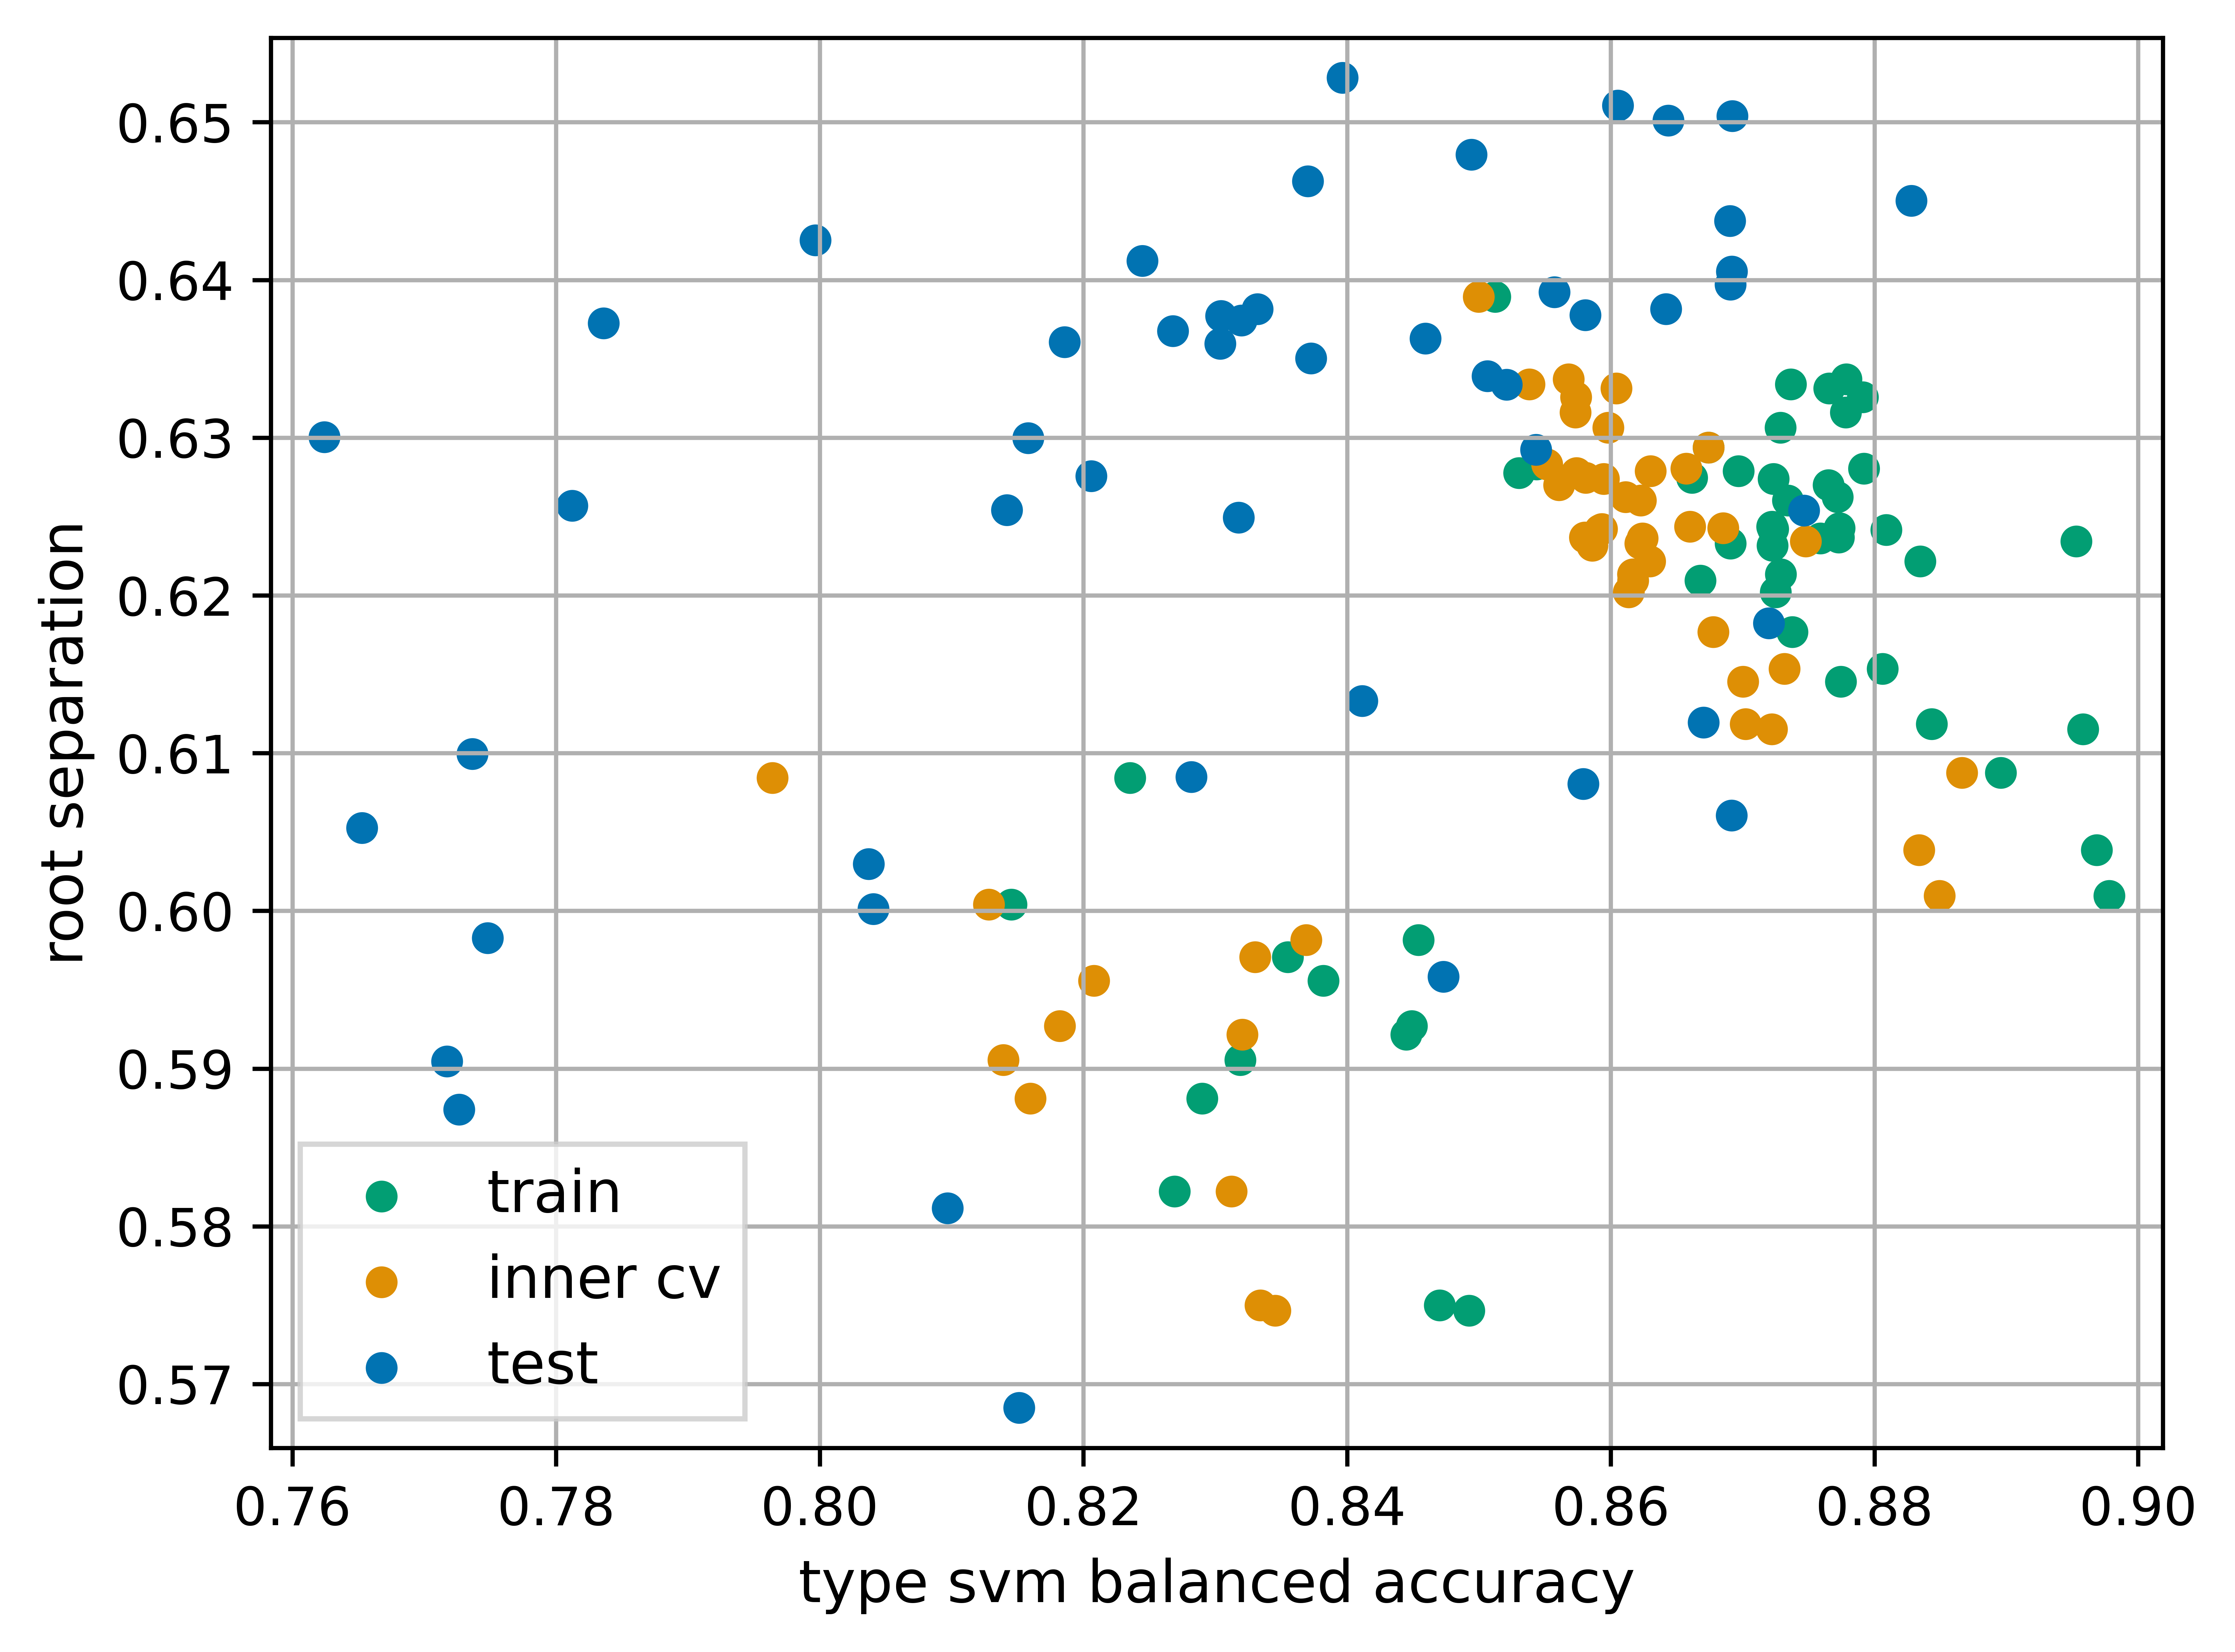 0.65
0.64
0.63
0.62
0.61
0.60
0.59
0.58
0.57
root separation
train
inner cv
test
0.76 0.78 0.80 0.82 0.84 0.86 0.88 0.90
type svm balanced accuracy